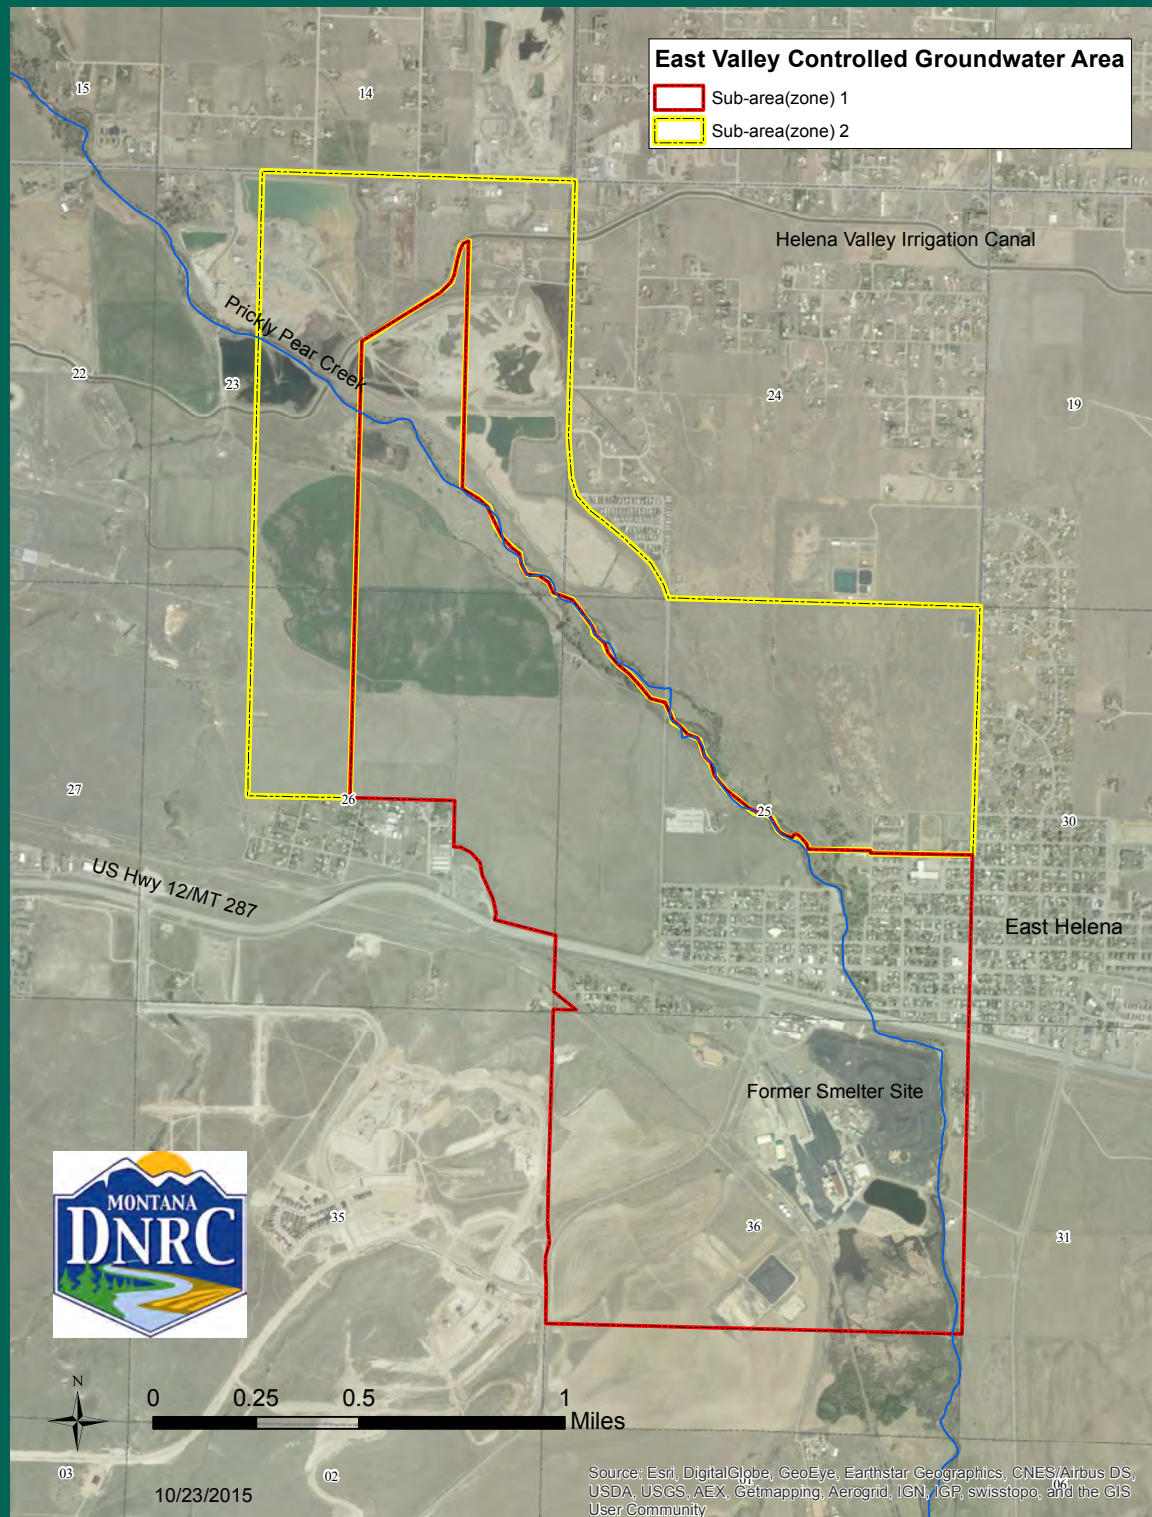 East Valley Controlled Groundwater Area
Sub-area(zone) 1
Sub-area(zone) 2
15
14
Helena Valley Irrigation Canal
Prickly Pear Creek
22
23
24
19
27
26
25
30
US Hwy 12/MT 287
East Helena
Former Smelter Site
MONTANA
DNRC
35
36
31
N
0 0.25 0.5 1
Miles
03
02
01
06
10/23/2015
Source: Esri, DigitalGlobe, GeoEye, Earthstar Geographics, CNES/Airbus DS,
USDA, USGS, AEX, Getmapping, Aerogrid, IGN, IGP, swisstopo, and the GIS
User Community